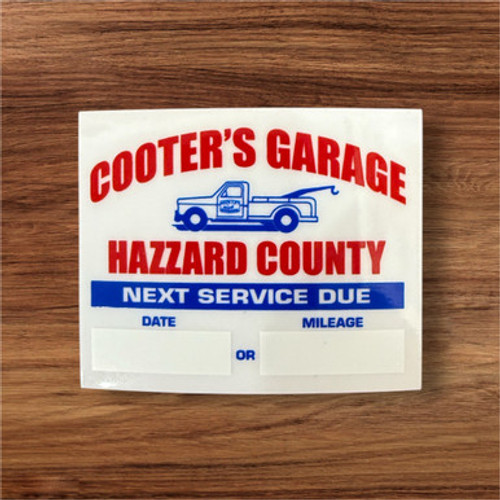 COOTER'S GARAGE
HAZZARD COUNTY
NEXT SERVICE DUE
DATE
MILEAGE
OR